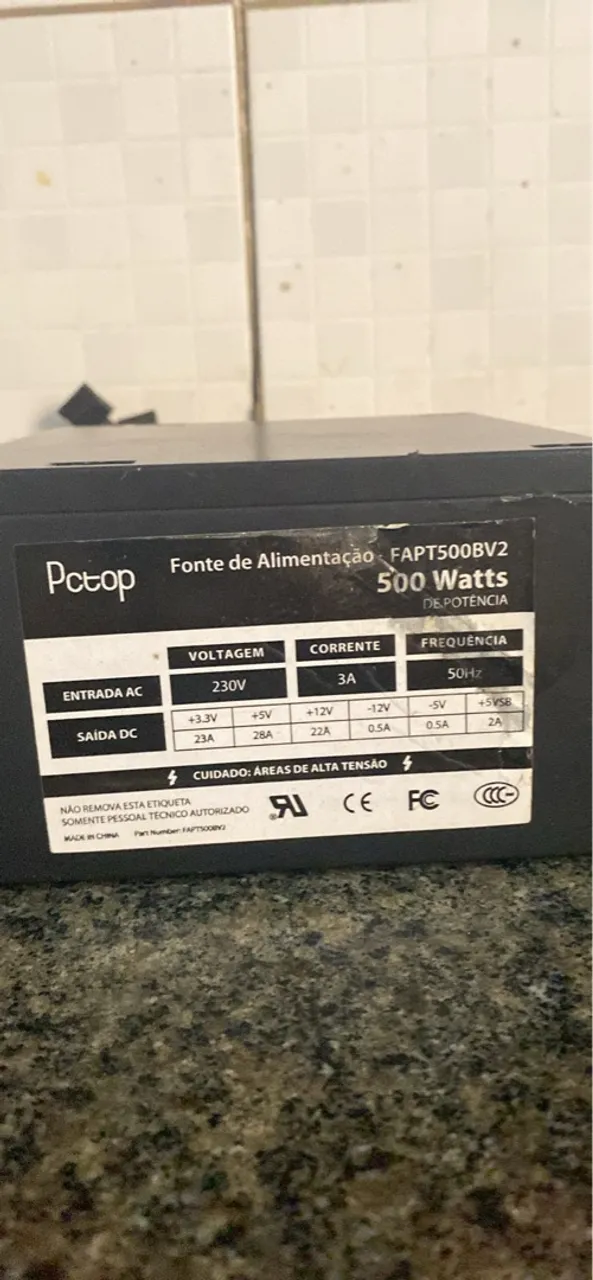 Pctop
Fonte de Alimentação - FAPT500BV2
500 Watts
DE POTÊNCIA
VOLTAGEM CORRENTE FREQUÊNCIA
ENTRADA AC 230V 3A 50Hz
SAÍDA DC +3.3V +5V +12V -12V -5V +5VSB
23A 28A 22A 0.5A 0.5A 2A
CUIDADO: ÁREAS DE ALTA TENSÃO
NÃO REMOVA ESTA ETIQUETA
SOMENTE PESSOAL TÉCNICO AUTORIZADO
MADE IN CHINA Part Number: FAPT500BV2
CE FC CCC